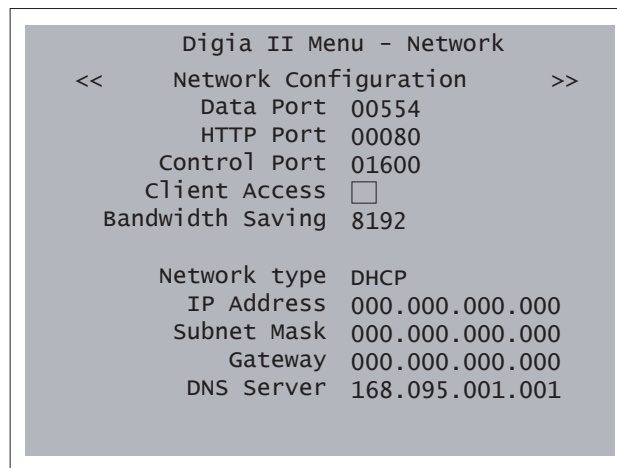 Digia II Menu - Network
<< Network Configuration >>
Data Port 00554
HTTP Port 00080
Control Port 01600
Client Access
Bandwidth Saving 8192
Network type DHCP
IP Address 000.000.000.000
Subnet Mask 000.000.000.000
Gateway 000.000.000.000
DNS Server 168.095.001.001